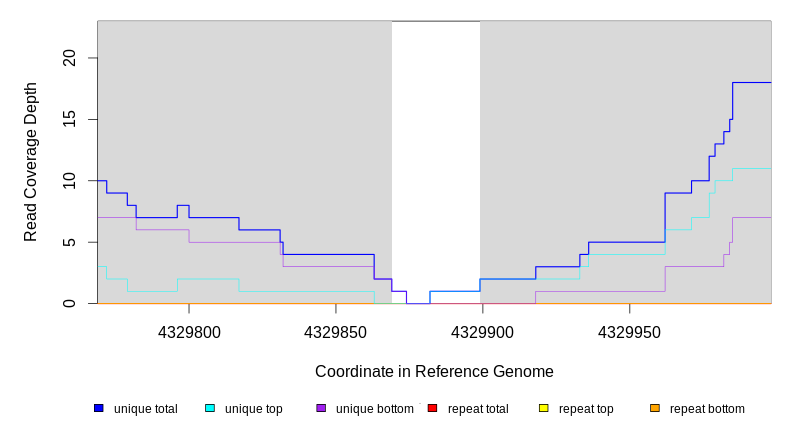 Read Coverage Depth
20
15
10
5
0
4329800 4329850 4329900 4329950
Coordinate in Reference Genome
unique total unique top unique bottom repeat total repeat top repeat bottom